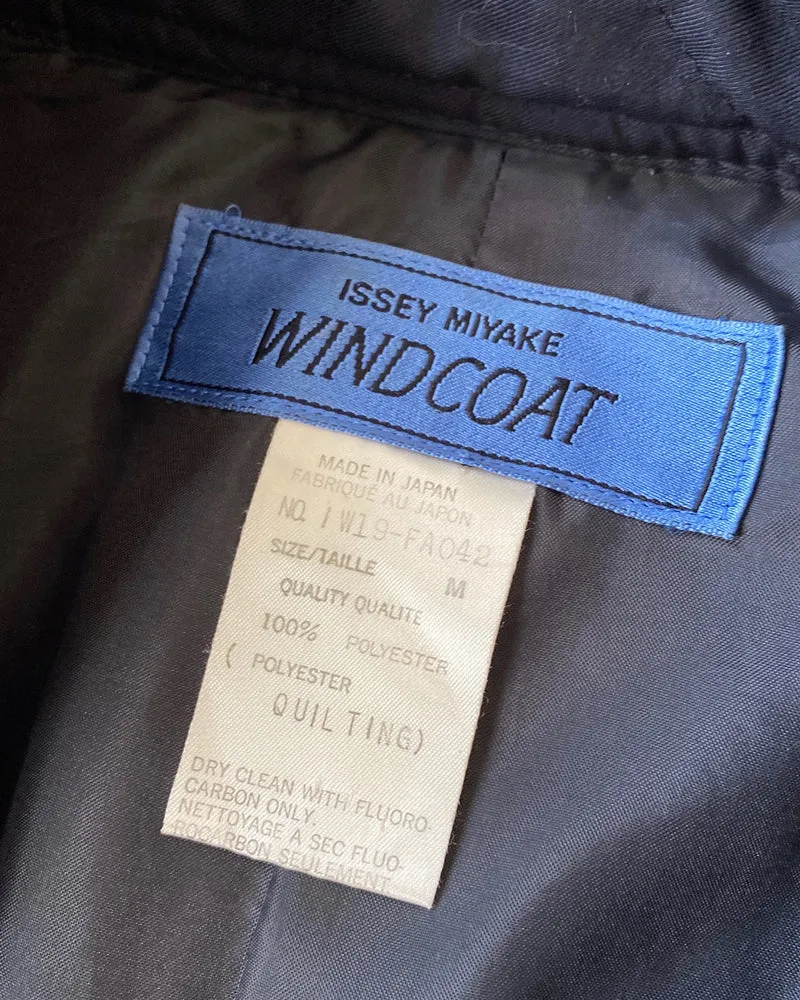 ISSEY MIYAKE
WINDCOAT
MADE IN JAPAN
FABRIQUÉ AU JAPON
NO. IW19-FA042
SIZE/TAILLE M
QUALITY QUALITE
100% POLYESTER
( POLYESTER
QUILTING)
DRY CLEAN WITH FLUORO-
CARBON ONLY.
NETTOYAGE A SEC FLUO-
ROCARBON SEULEMENT